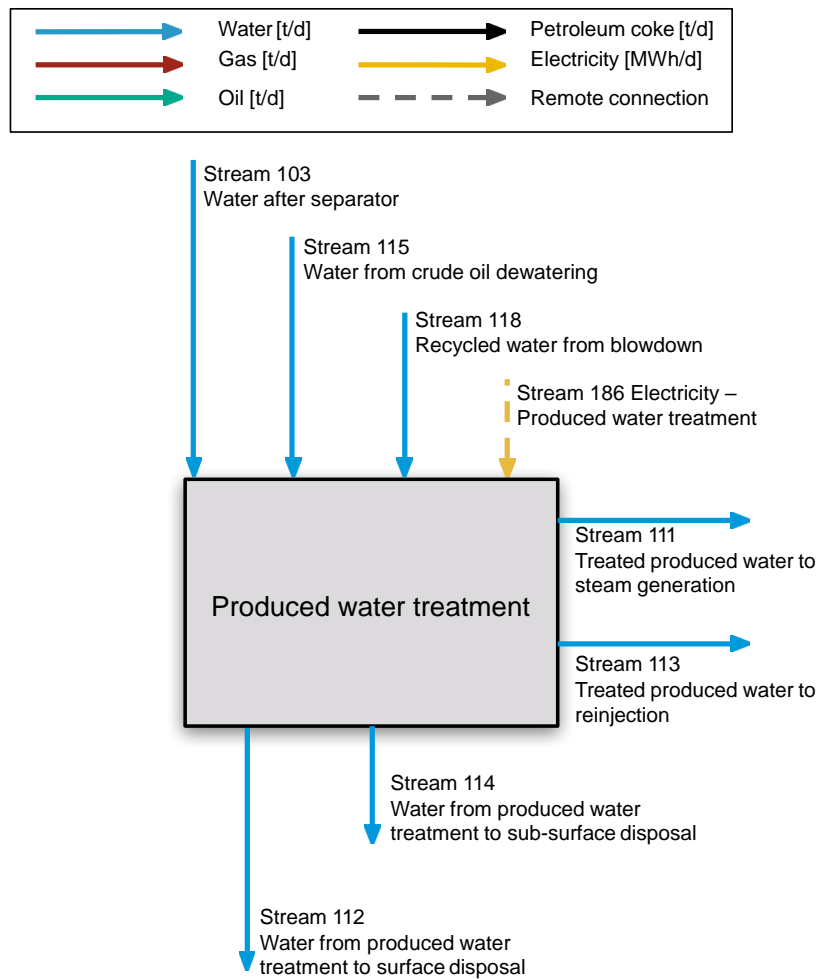 Water [t/d]
Gas [t/d]
Oil [t/d]
Petroleum coke [t/d]
Electricity [MWh/d]
Remote connection
Stream 103
Water after separator
Stream 115
Water from crude oil dewatering
Stream 118
Recycled water from blowdown
Stream 186 Electricity –
Produced water treatment
Produced water treatment
Stream 111
Treated produced water to
steam generation
Stream 113
Treated produced water to
reinjection
Stream 114
Water from produced water
treatment to sub-surface disposal
Stream 112
Water from produced water
treatment to surface disposal